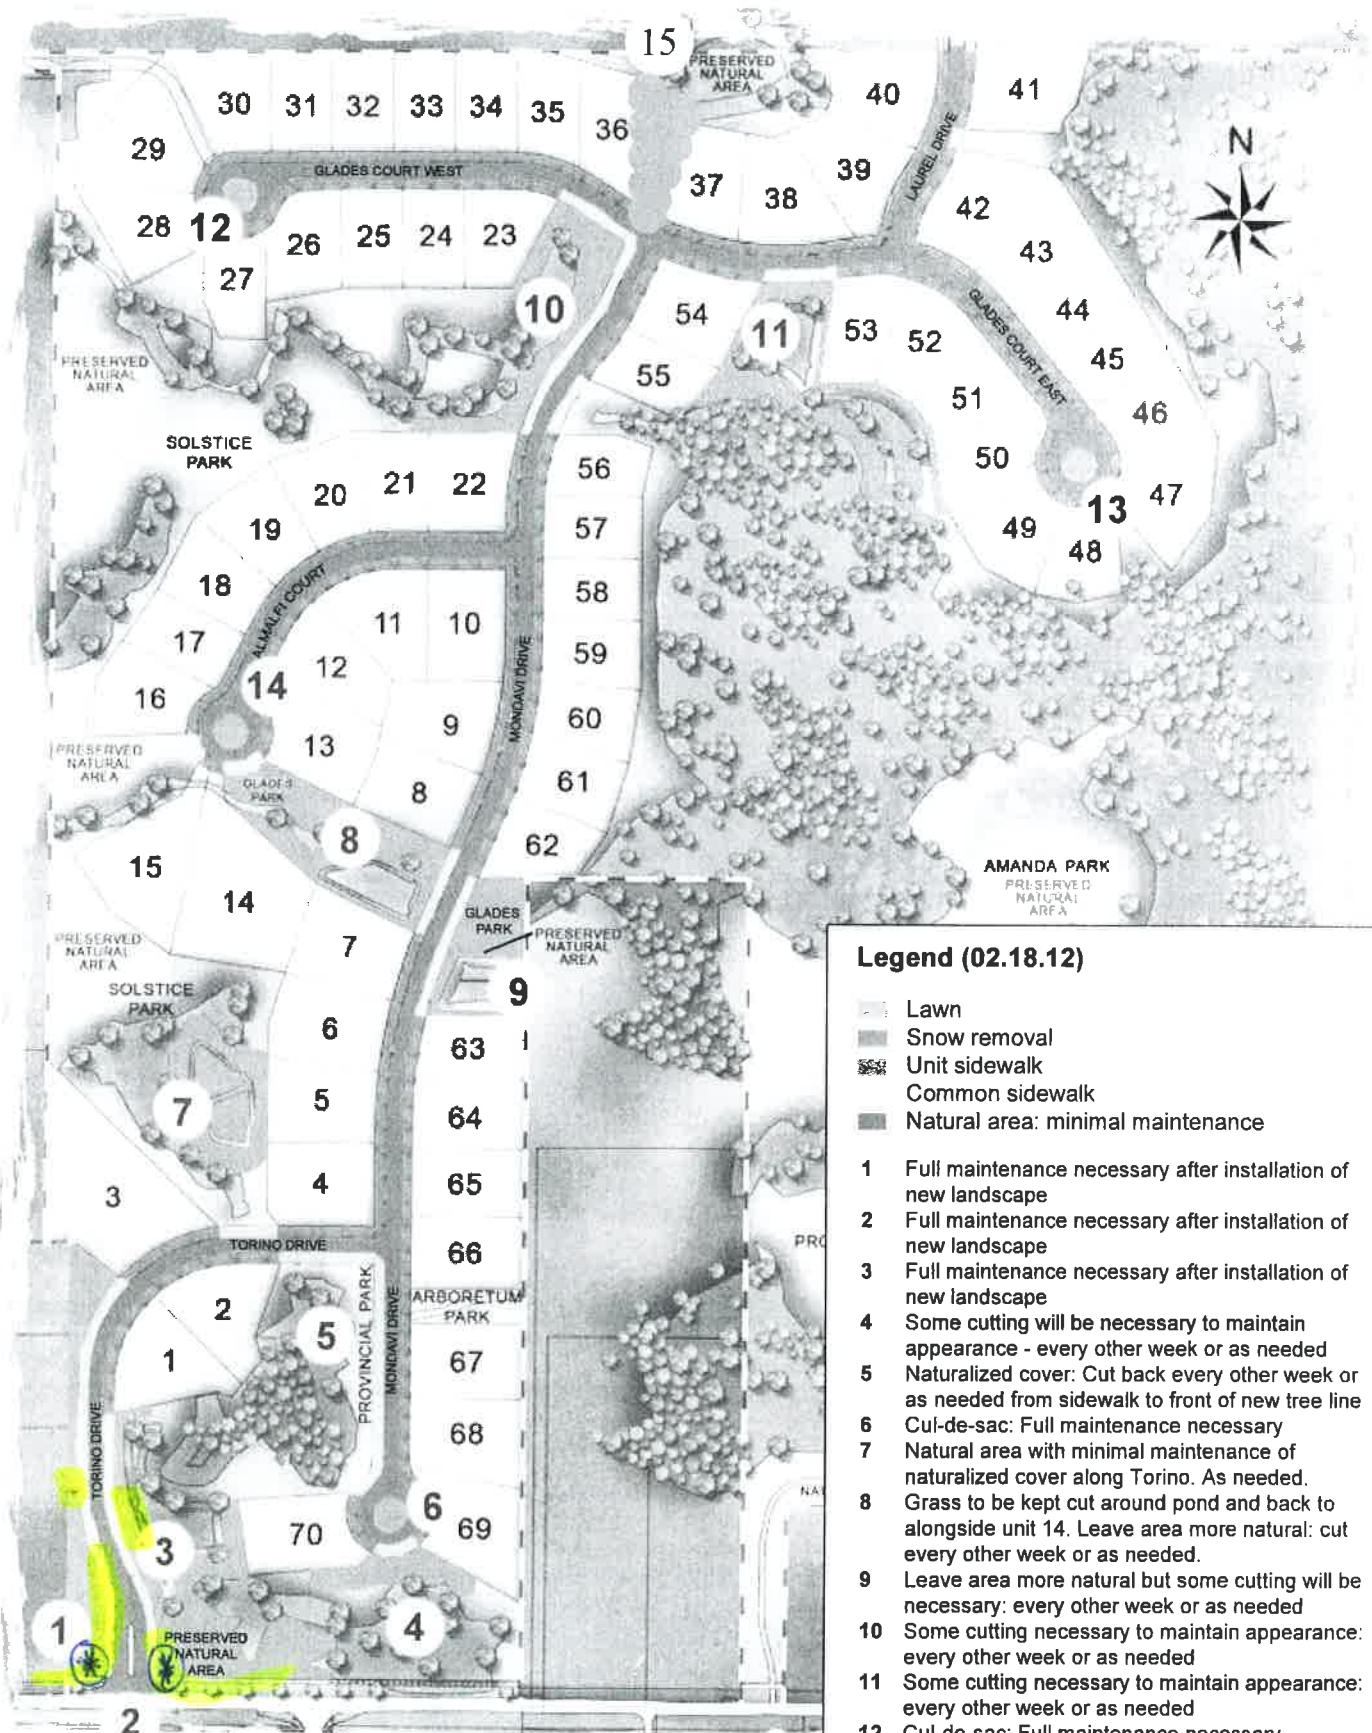 15
PRESERVED
NATURAL
AREA
40
41
30
31
32
33
34
35
36
29
GLADES COURT WEST
LAUREL DRIVE
N
37
38
39
28
12
26
25
24
23
27
42
43
10
54
11
53
52
GLADES COURT EAST
44
45
PRESERVED
NATURAL
AREA
55
51
46
SOLSTICE
PARK
20
21
22
56
50
47
19
57
49
13
48
18
ALMALFI COURT
58
17
11
10
MONDAVI DRIVE
59
16
14
12
60
PRESERVED
NATURAL
AREA
13
9
61
GLADES
PARK
8
62
8
15
14
AMANDA PARK
PRESERVED
NATURAL
AREA
GLADES
PARK
PRESERVED
NATURAL
AREA
PRESERVED
NATURAL
AREA
7
SOLSTICE
PARK
9
6
63
7
5
64
3
4
65
TORINO DRIVE
66
PRO
2
5
PROVINCIAL PARK
MONDAVI DRIVE
ARBORETUM
PARK
1
67
TORINO DRIVE
68
NA
70
6
69
3
1
4
PRESERVED
NATURAL
AREA
2
Legend (02.18.12)
Lawn
Snow removal
Unit sidewalk
Common sidewalk
Natural area: minimal maintenance
1 Full maintenance necessary after installation of
new landscape
2 Full maintenance necessary after installation of
new landscape
3 Full maintenance necessary after installation of
new landscape
4 Some cutting will be necessary to maintain
appearance - every other week or as needed
5 Naturalized cover: Cut back every other week or
as needed from sidewalk to front of new tree line
6 Cul-de-sac: Full maintenance necessary
7 Natural area with minimal maintenance of
naturalized cover along Torino. As needed.
8 Grass to be kept cut around pond and back to
alongside unit 14. Leave area more natural: cut
every other week or as needed.
9 Leave area more natural but some cutting will be
necessary: every other week or as needed
10 Some cutting necessary to maintain appearance:
every other week or as needed
11 Some cutting necessary to maintain appearance:
every other week or as needed
12 Cul-de-sac: Full maintenance necessary